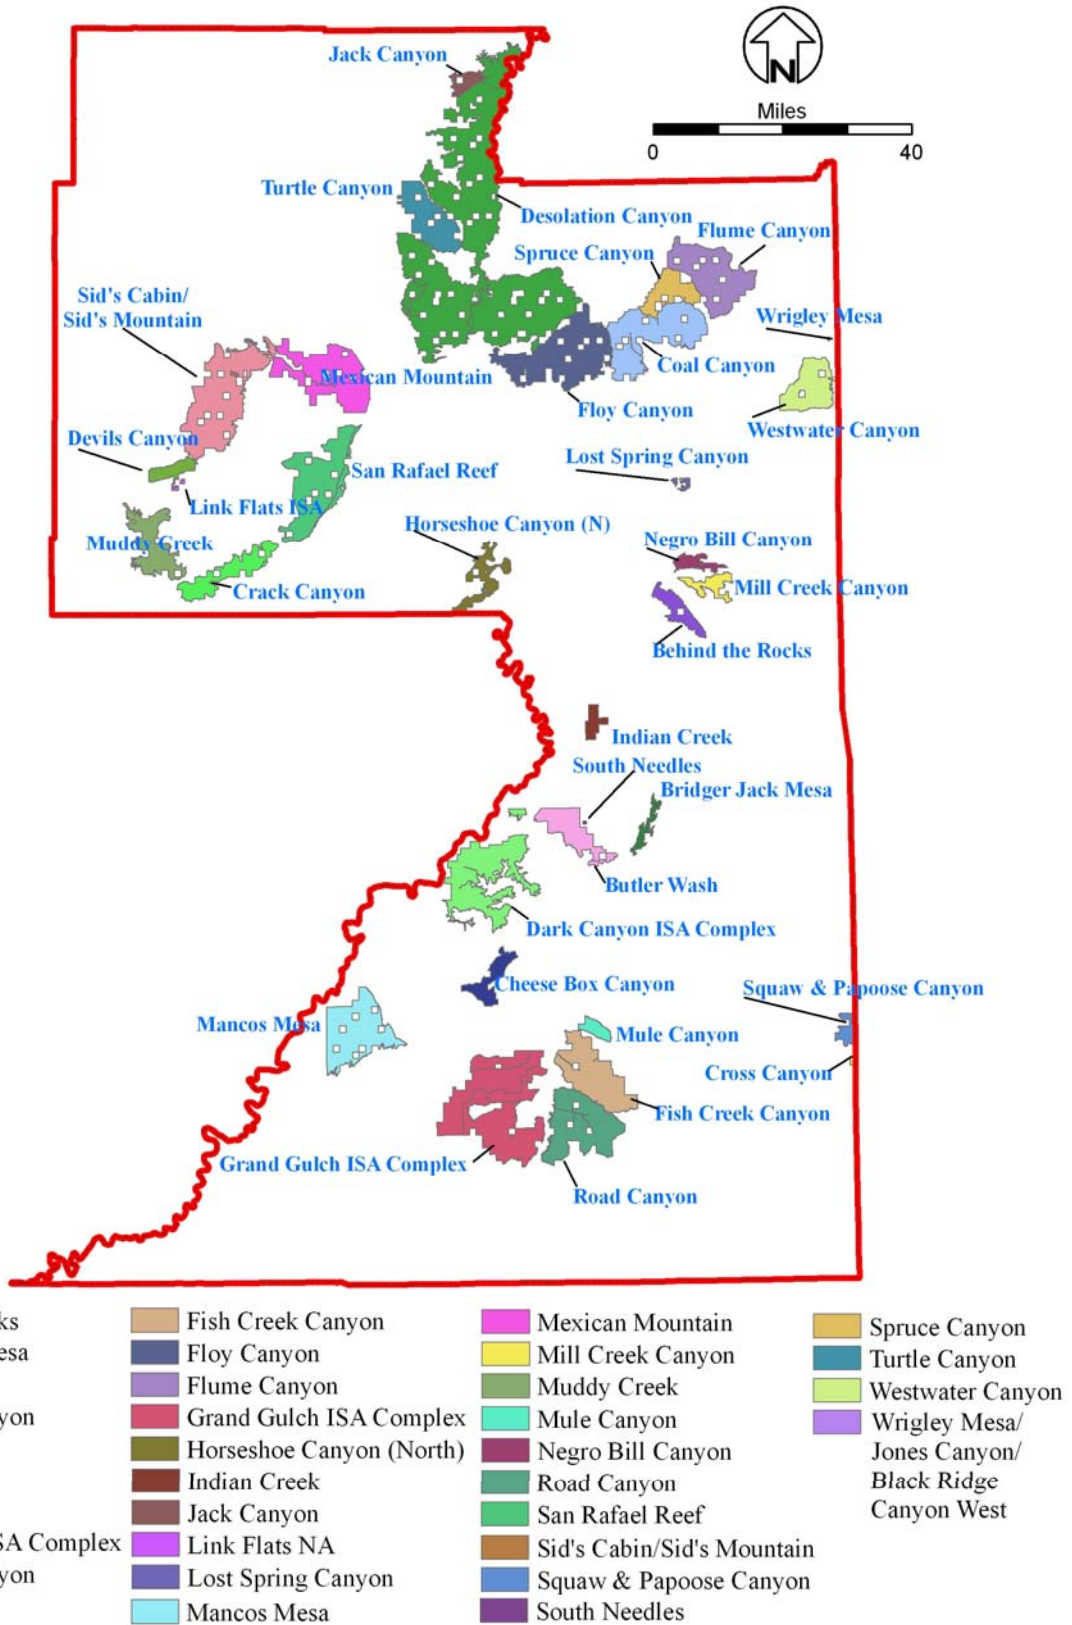 N
Miles
0 40
Jack Canyon
Turtle Canyon
Desolation Canyon
Flume Canyon
Spruce Canyon
Sid's Cabin/
Sid's Mountain
Wrigley Mesa
Mexican Mountain
Coal Canyon
Floy Canyon
Westwater Canyon
Devils Canyon
Lost Spring Canyon
San Rafael Reef
Link Flats ISA
Horseshoe Canyon (N)
Muddy Creek
Negro Bill Canyon
Crack Canyon
Mill Creek Canyon
Behind the Rocks
Indian Creek
South Needles
Bridger Jack Mesa
Butler Wash
Dark Canyon ISA Complex
Cheese Box Canyon
Squaw & Papoose Canyon
Mancos Mesa
Mule Canyon
Cross Canyon
Fish Creek Canyon
Grand Gulch ISA Complex
Road Canyon
ks
esa
yon
SA Complex
yon
Fish Creek Canyon
Floy Canyon
Flume Canyon
Grand Gulch ISA Complex
Horseshoe Canyon (North)
Indian Creek
Jack Canyon
Link Flats NA
Lost Spring Canyon
Mancos Mesa
Mexican Mountain
Mill Creek Canyon
Muddy Creek
Mule Canyon
Negro Bill Canyon
Road Canyon
San Rafael Reef
Sid's Cabin/Sid's Mountain
Squaw & Papoose Canyon
South Needles
Spruce Canyon
Turtle Canyon
Westwater Canyon
Wrigley Mesa/
Jones Canyon/
Black Ridge
Canyon West